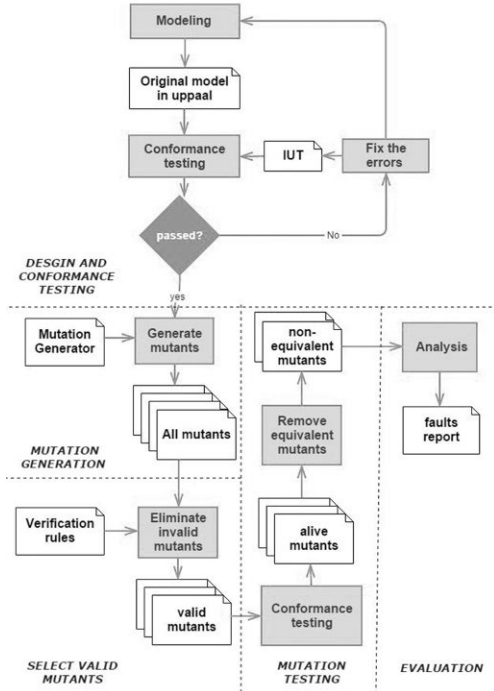 Modeling
Original model
in uppaal
Conformance
testing
IUT
Fix the
errors
passed?
No
DESGIN AND
CONFORMANCE
TESTING
yes
Mutation
Generator
Generate
mutants
All mutants
MUTATION
GENERATION
Verification
rules
Eliminate
invalid
mutants
valid
mutants
SELECT VALID
MUTANTS
non-
equivalent
mutants
Remove
equivalent
mutants
alive
mutants
Conformance
testing
MUTATION
TESTING
Analysis
faults
report
EVALUATION